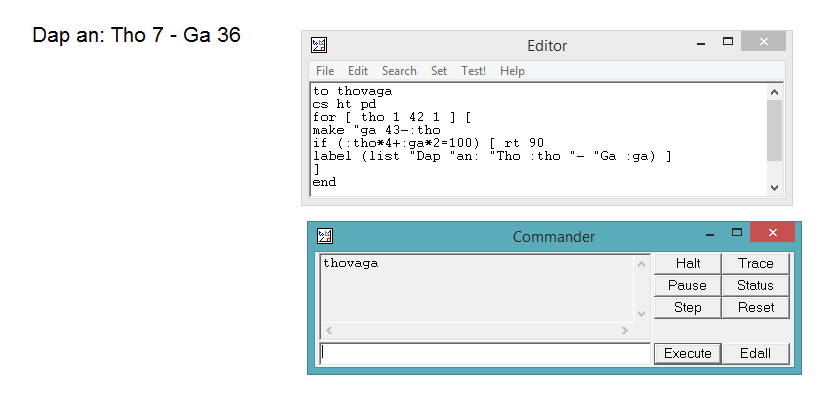 Dap an: Tho 7 - Ga 36
Editor
File Edit Search Set Test! Help
to thovaga
cs ht pd
for [ tho 1 42 1 ] [
make "ga 43-:tho
if (:tho*4+:ga*2=100) [ rt 90
label (list "Dap "an: "Tho :tho "- "Ga :ga) ]
]
end
Commander
thovaga
Halt Trace
Pause Status
Step Reset
Execute Edall